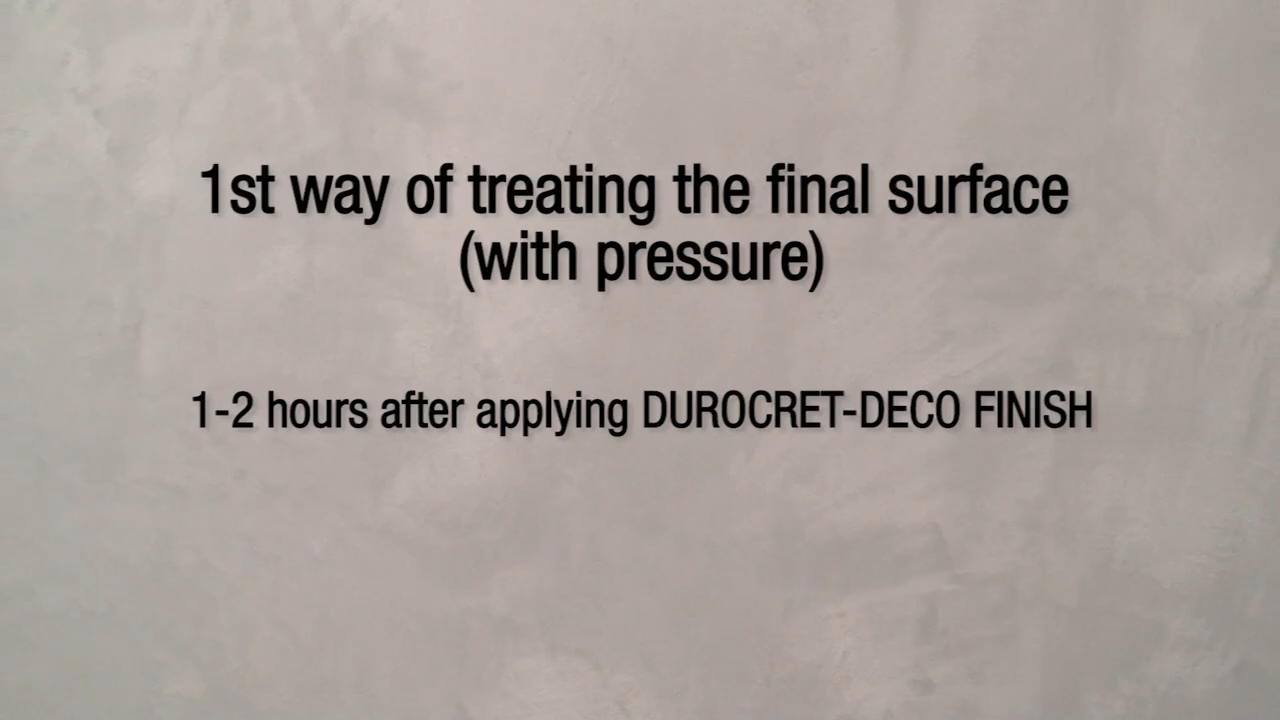 1st way of treating the final surface
(with pressure)
1-2 hours after applying DUROCRET-DECO FINISH